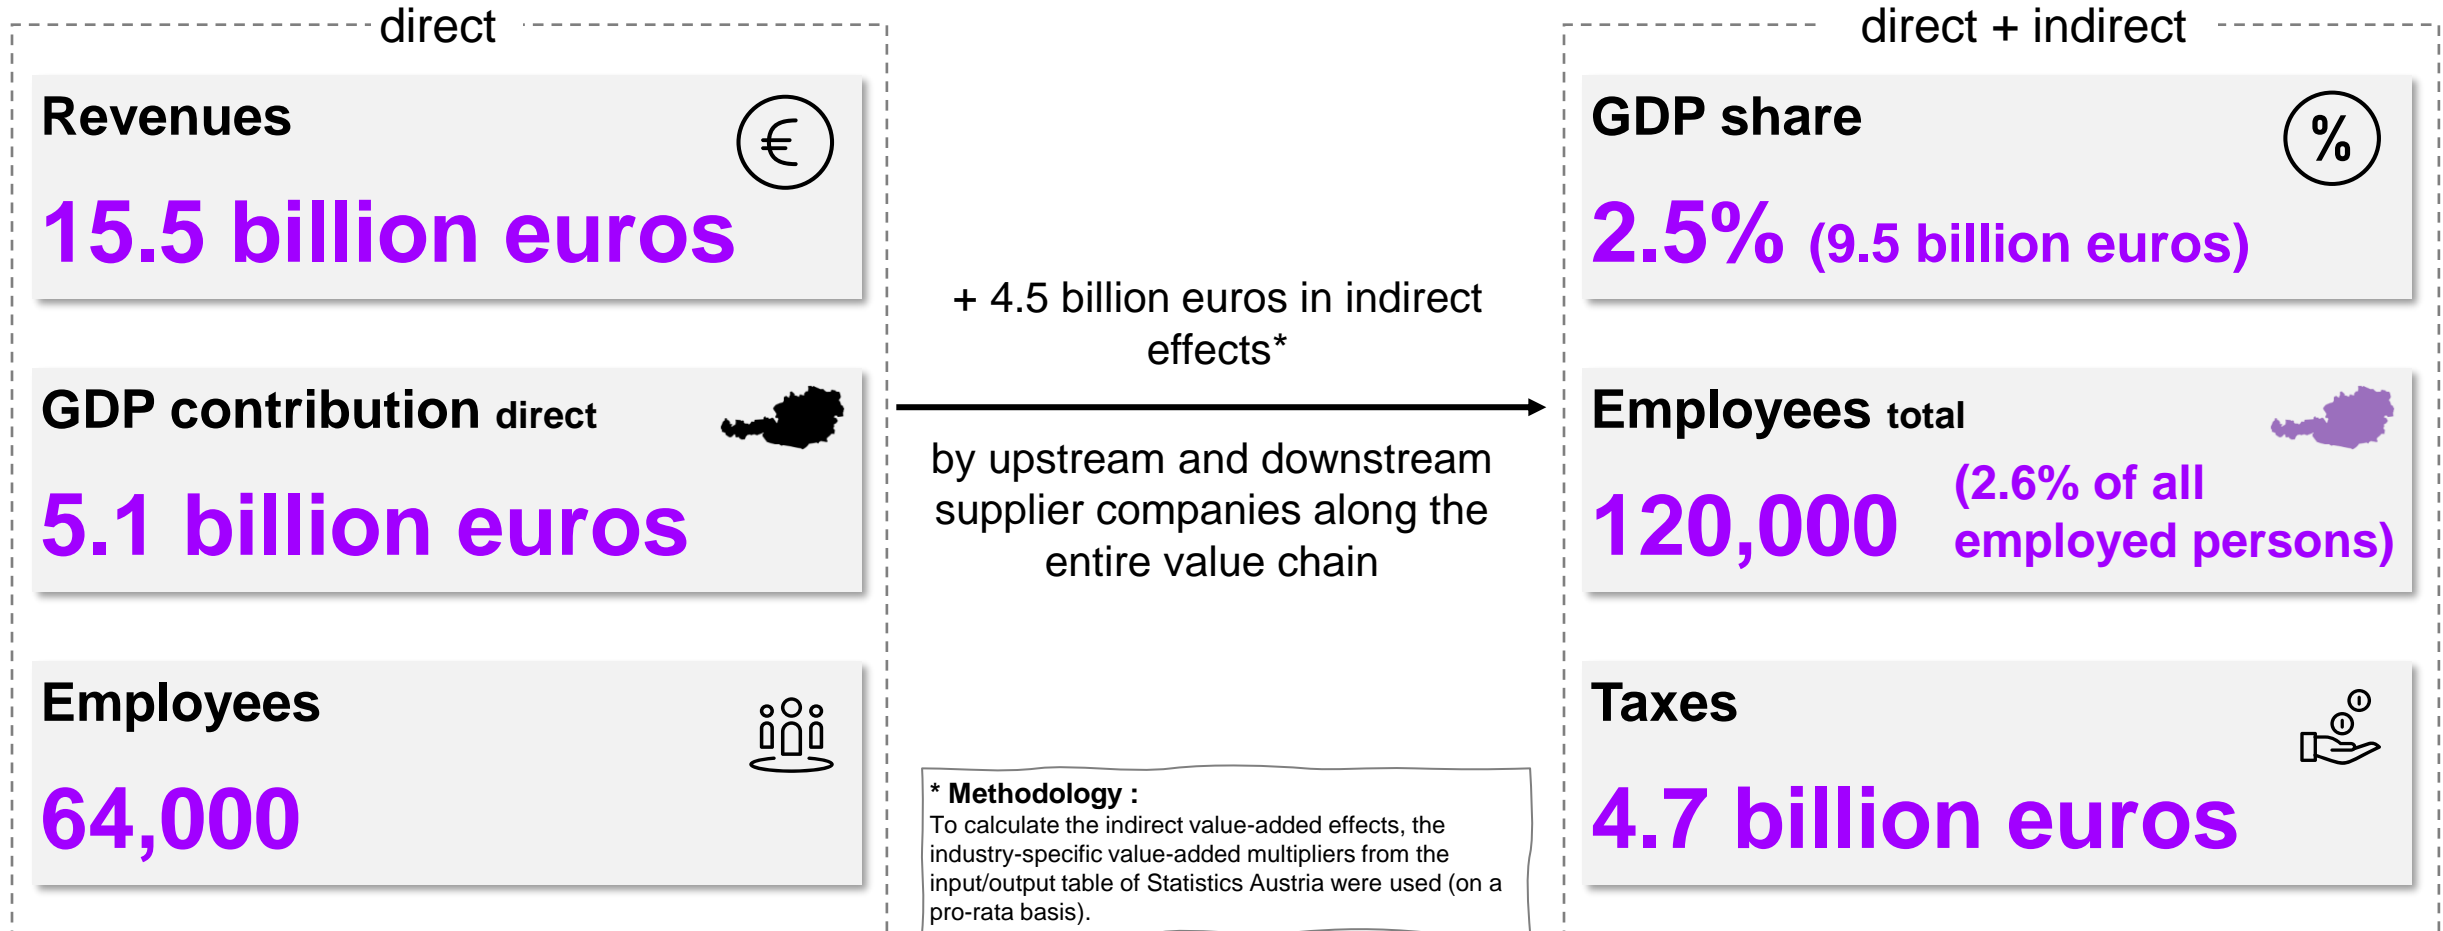 direct
Revenues
€
15.5 billion euros
GDP contribution direct
5.1 billion euros
Employees
64,000
+ 4.5 billion euros in indirect
effects*
by upstream and downstream
supplier companies along the
entire value chain
* Methodology :
To calculate the indirect value-added effects, the
industry-specific value-added multipliers from the
input/output table of Statistics Austria were used (on a
pro-rata basis).
direct + indirect
GDP share
%
2.5% (9.5 billion euros)
Employees total
120,000 (2.6% of all
employed persons)
Taxes
4.7 billion euros